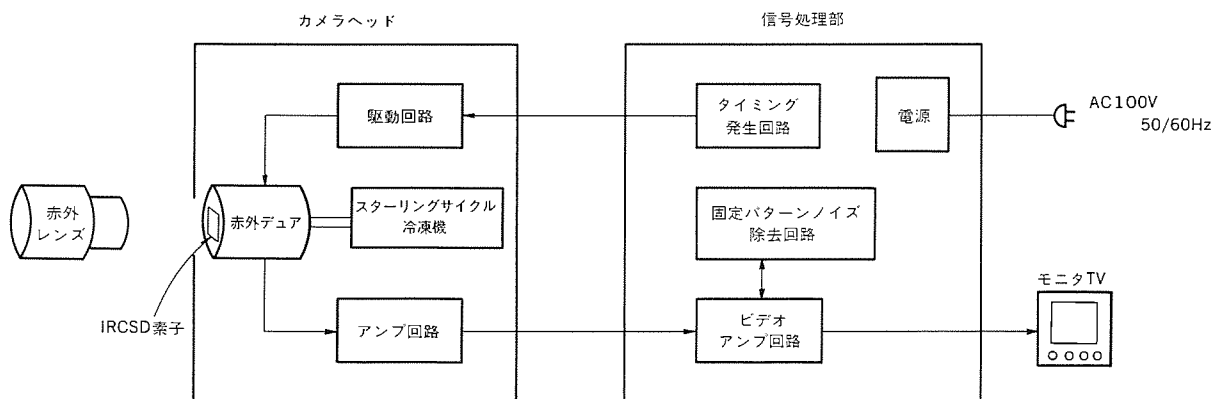 カメラヘッド
信号処理部
駆動回路
タイミング
発生回路
電源
AC100V
50/60Hz
赤外
レンズ
赤外デュア
スターリングサイクル
冷凍機
固定パターンノイズ
除去回路
IRCSD素子
アンプ回路
ビデオ
アンプ回路
モニタTV